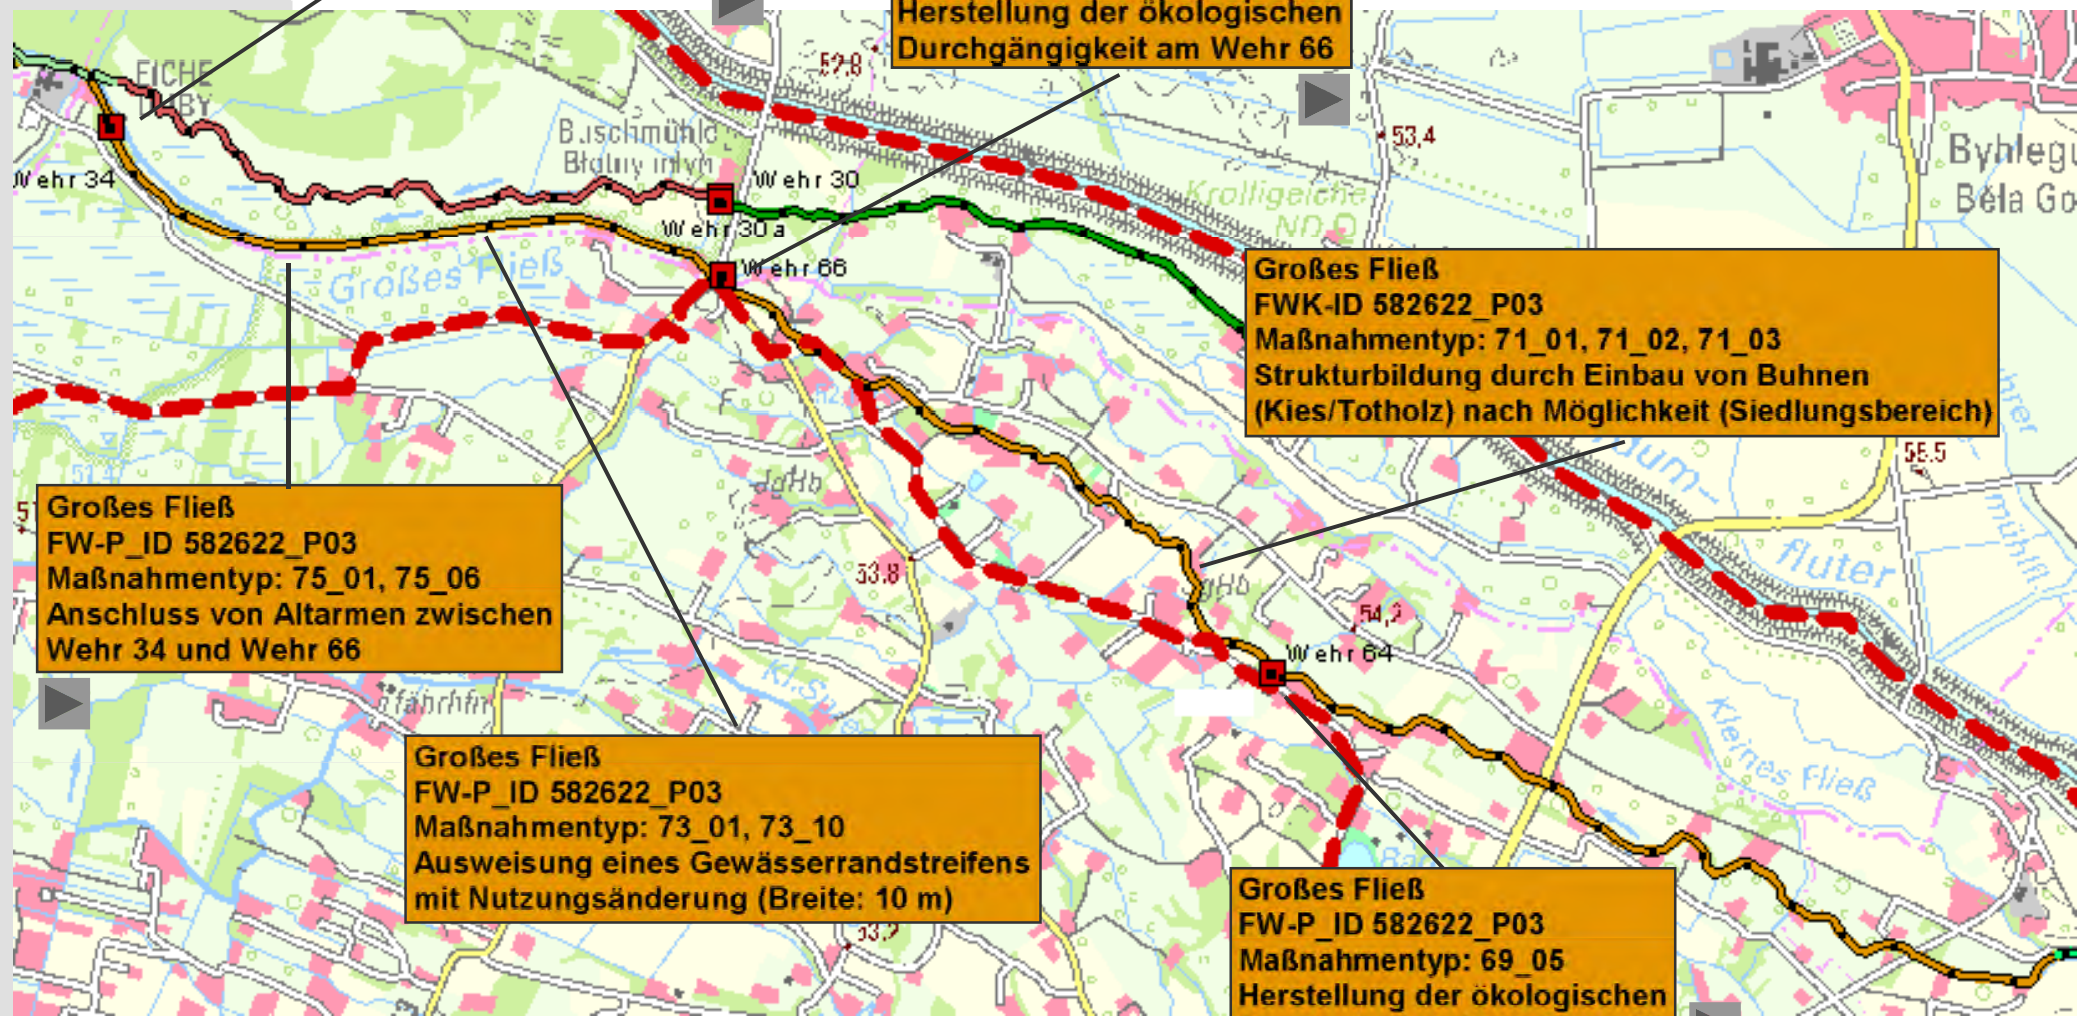 Herstellung der ökologischen
Durchgängigkeit am Wehr 66
52,8
EICHE
53,4
Byhlegu
Běla Go
Wehr 34
Wehr 30
Krolligeiche
ND
Wehr 30 a
Wehr 66
Großes Fließ
Großes Fließ
FWK-ID 582622_P03
Maßnahmentyp: 71_01, 71_02, 71_03
Strukturbildung durch Einbau von Buhnen
(Kies/Totholz) nach Möglichkeit (Siedlungsbereich)
Großes Fließ
FW-P_ID 582622_P03
Maßnahmentyp: 75_01, 75_06
Anschluss von Altarmen zwischen
Wehr 34 und Wehr 66
53.8
fluter
54,2
Wehr 64
Kleines Fließ
Großes Fließ
FW-P_ID 582622_P03
Maßnahmentyp: 73_01, 73_10
Ausweisung eines Gewässerrandstreifens
mit Nutzungsänderung (Breite: 10 m)
53.2
Großes Fließ
FW-P_ID 582622_P03
Maßnahmentyp: 69_05
Herstellung der ökologischen